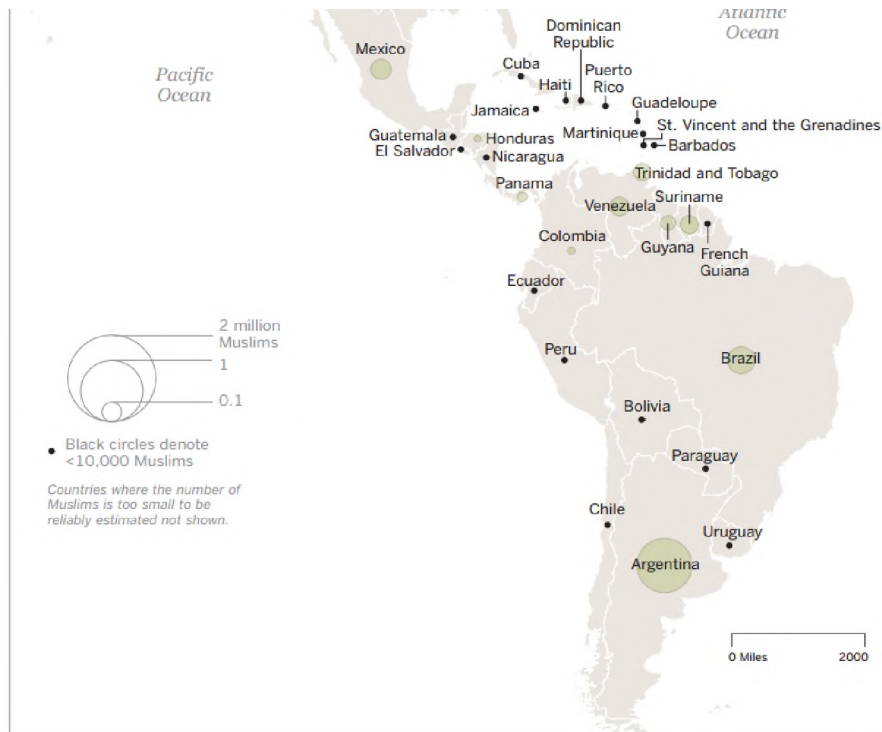 Atlantic
Ocean
Pacific
Ocean
Mexico
Cuba
Dominican
Republic
Haiti
Puerto
Rico
Jamaica
Guadeloupe
Guatemala
Honduras
Martinique
St. Vincent and the Grenadines
El Salvador
Nicaragua
Barbados
Panama
Trinidad and Tobago
Venezuela
Suriname
Colombia
Guyana
French
Guiana
Ecuador
Peru
Brazil
Bolivia
Paraguay
Chile
Uruguay
Argentina
2 million
Muslims
1
0.1
Black circles denote
<10,000 Muslims
Countries where the number of
Muslims is too small to be
reliably estimated not shown.
0 Miles 2000